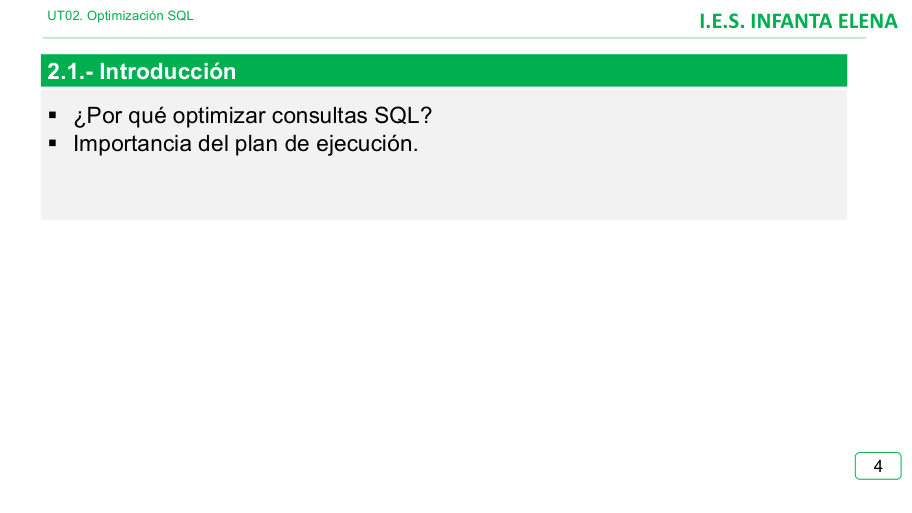 UT02. Optimización SQL
I.E.S. INFANTA ELENA
2.1.- Introducción
▪ ¿Por qué optimizar consultas SQL?
▪ Importancia del plan de ejecución.
4